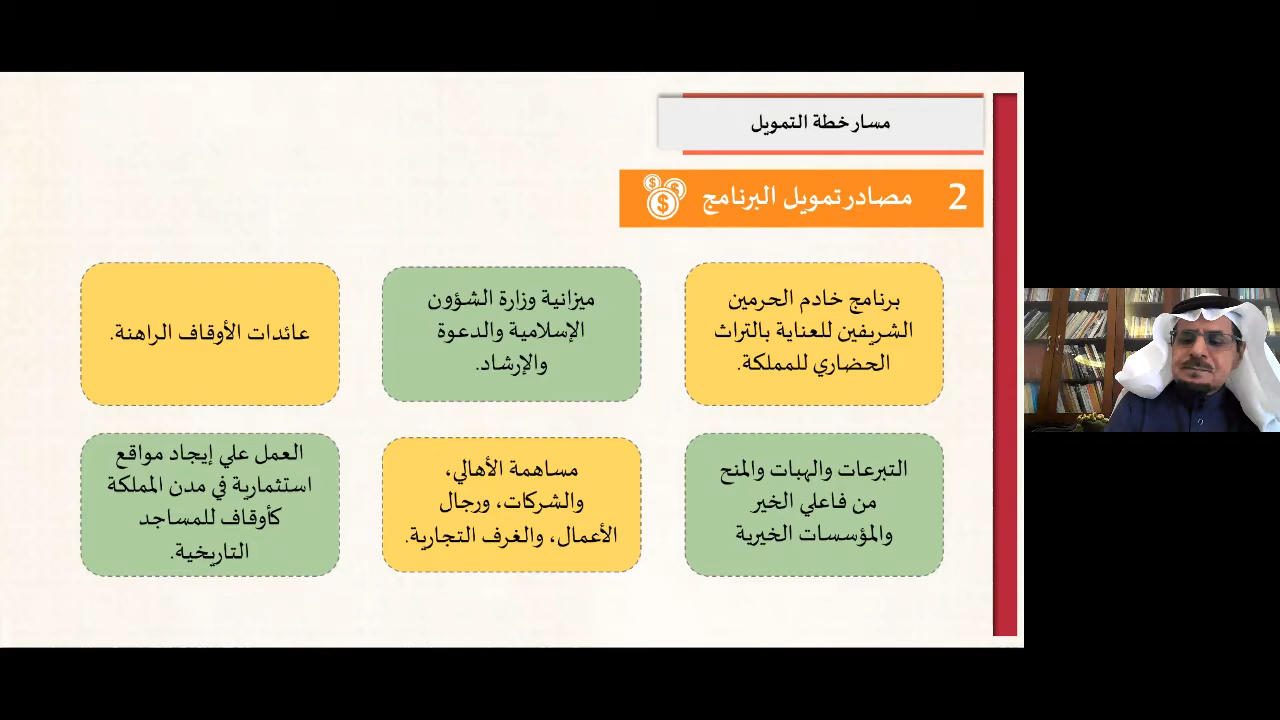 مسار خطة التمويل
2 مصادر تمويل البرنامج
برنامج خادم الحرمين
الشريفين للعناية بالتراث
الحضاري للمملكة.
ميزانية وزارة الشؤون
الإسلامية والدعوة
والإرشاد.
عائدات الأوقاف الراهنة.
التبرعات والهبات والمنح
من فاعلي الخير
والمؤسسات الخيرية
مساهمة الأهالي،
والشركات، ورجال
الأعمال، والغرف التجارية.
العمل علي إيجاد مواقع
استثمارية في مدن المملكة
كأوقاف للمساجد
التاريخية.